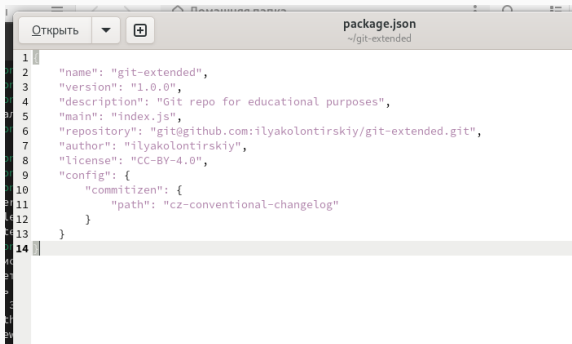 Домашняя папка
Открыть
package.json
~/git-extended
1 {
2 "name": "git-extended",
3 "version": "1.0.0",
4 "description": "Git repo for educational purposes",
5 "main": "index.js",
6 "repository": "git@github.com:ilyakolontirskiy/git-extended.git",
7 "author": "ilyakolontirskiy",
8 "license": "CC-BY-4.0",
9 "config": {
10 "commitizen": {
11 "path": "cz-conventional-changelog"
12 }
13 }
14 }